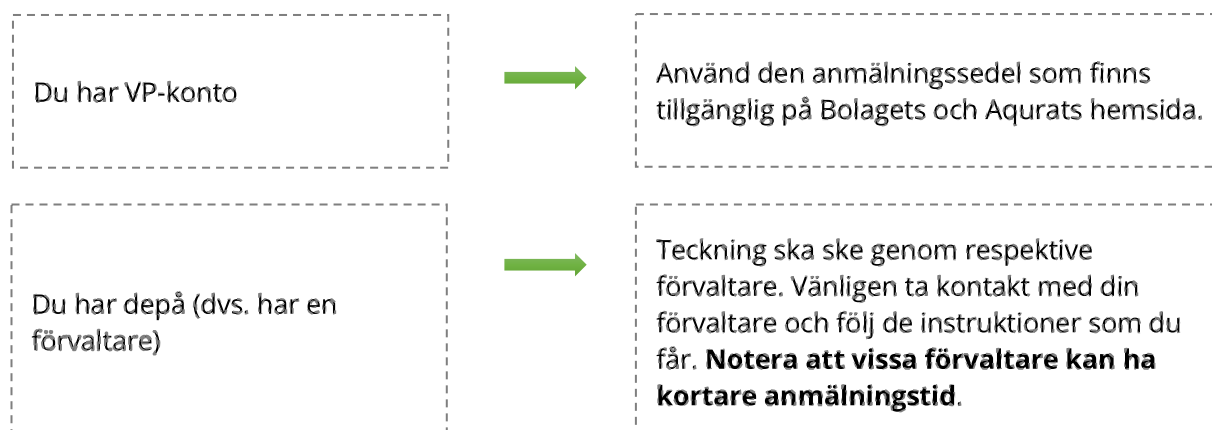 Du har VP-konto
Använd den anmälningssedel som finns
tillgänglig på Bolagets och Aqurats hemsida.
Du har depå (dvs. har en
förvaltare)
Teckning ska ske genom respektive
förvaltare. Vänligen ta kontakt med din
förvaltare och följ de instruktioner som du
får. Notera att vissa förvaltare kan ha
kortare anmälningstid.